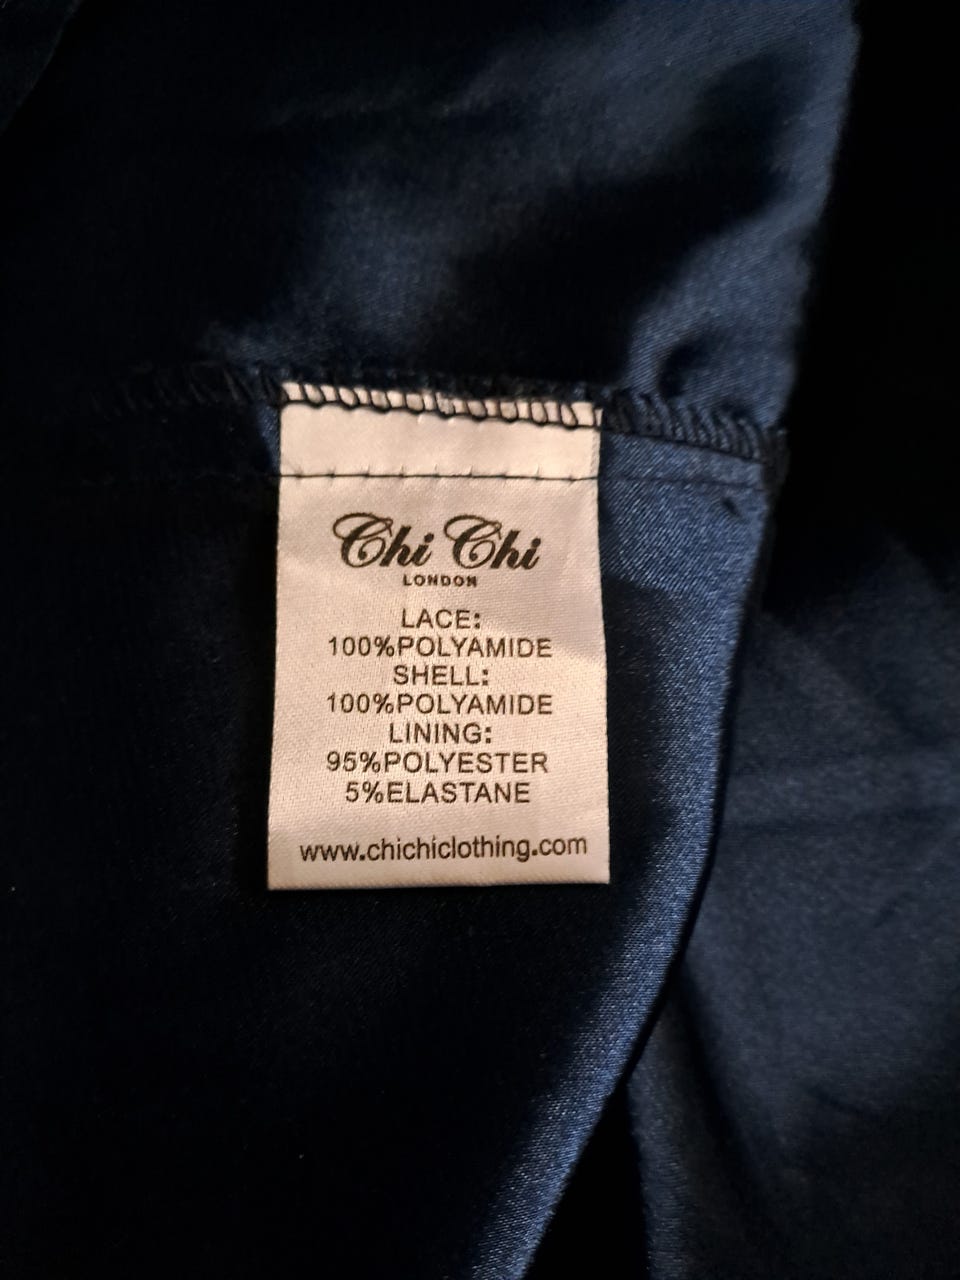 Chi Chi
LONDON
LACE:
100%POLYAMIDE
SHELL:
100%POLYAMIDE
LINING:
95%POLYESTER
5%ELASTANE
www.chichiclothing.com